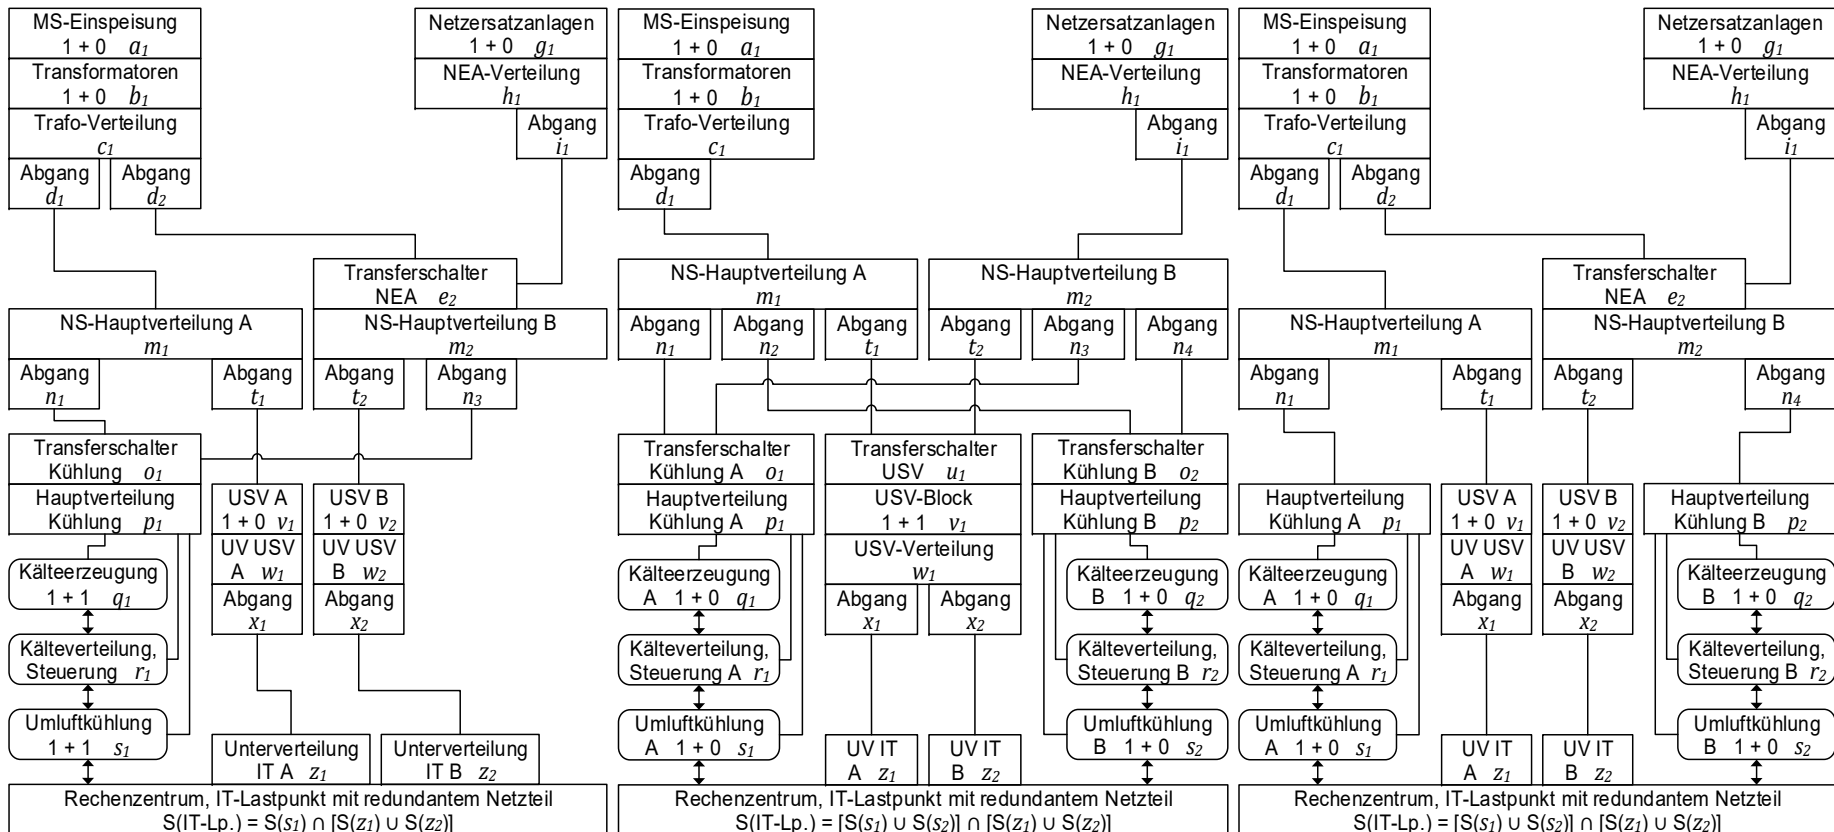 MS-Einspeisung
1 + 0 a1
Transformatoren
1 + 0 b1
Trafo-Verteilung
c1
Abgang
d1
Abgang
d2
Netzersatzanlagen
1 + 0 g1
NEA-Verteilung
h1
Abgang
i1
Transferschalter
NEA e2
NS-Hauptverteilung A
m1
NS-Hauptverteilung B
m2
Abgang
n1
Abgang
t1
Abgang
t2
Abgang
n3
Transferschalter
Kühlung o1
Hauptverteilung
Kühlung p1
USV A
1 + 0 v1
USV B
1 + 0 v2
UV USV
A w1
UV USV
B w2
Abgang
x1
Abgang
x2
Kälteerzeugung
1 + 1 q1
Kälteverteilung,
Steuerung r1
Umluftkühlung
1 + 1 s1
Unterverteilung
IT A z1
Unterverteilung
IT B z2
Rechenzentrum, IT-Lastpunkt mit redundantem Netzteil
S(IT-Lp.) = S(s1) ∩ [S(z1) ∪ S(z2)]
MS-Einspeisung
1 + 0 a1
Transformatoren
1 + 0 b1
Trafo-Verteilung
c1
Abgang
d1
Netzersatzanlagen
1 + 0 g1
NEA-Verteilung
h1
Abgang
i1
NS-Hauptverteilung A
m1
NS-Hauptverteilung B
m2
Abgang
n1
Abgang
n2
Abgang
t1
Abgang
t2
Abgang
n3
Abgang
n4
Transferschalter
Kühlung A o1
Transferschalter
USV u1
Transferschalter
Kühlung B o2
Hauptverteilung
Kühlung A p1
USV-Block
1 + 1 v1
Hauptverteilung
Kühlung B p2
USV-Verteilung
w1
Abgang
x1
Abgang
x2
Kälteerzeugung
A 1 + 0 q1
Kälteverteilung,
Steuerung A r1
Umluftkühlung
A 1 + 0 s1
Kälteerzeugung
B 1 + 0 q2
Kälteverteilung,
Steuerung B r2
Umluftkühlung
B 1 + 0 s2
UV IT
A z1
UV IT
B z2
Rechenzentrum, IT-Lastpunkt mit redundantem Netzteil
S(IT-Lp.) = [S(s1) ∪ S(s2)] ∩ [S(z1) ∪ S(z2)]
MS-Einspeisung
1 + 0 a1
Transformatoren
1 + 0 b1
Trafo-Verteilung
c1
Abgang
d1
Abgang
d2
Netzersatzanlagen
1 + 0 g1
NEA-Verteilung
h1
Abgang
i1
Transferschalter
NEA e2
NS-Hauptverteilung A
m1
NS-Hauptverteilung B
m2
Abgang
n1
Abgang
t1
Abgang
t2
Abgang
n4
Hauptverteilung
Kühlung A p1
USV A
1 + 0 v1
USV B
1 + 0 v2
Hauptverteilung
Kühlung B p2
UV USV
A w1
UV USV
B w2
Abgang
x1
Abgang
x2
Kälteerzeugung
A 1 + 0 q1
Kälteverteilung,
Steuerung A r1
Umluftkühlung
A 1 + 0 s1
Kälteerzeugung
B 1 + 0 q2
Kälteverteilung,
Steuerung B r2
Umluftkühlung
B 1 + 0 s2
UV IT
A z1
UV IT
B z2
Rechenzentrum, IT-Lastpunkt mit redundantem Netzteil
S(IT-Lp.) = [S(s1) ∪ S(s2)] ∩ [S(z1) ∪ S(z2)]